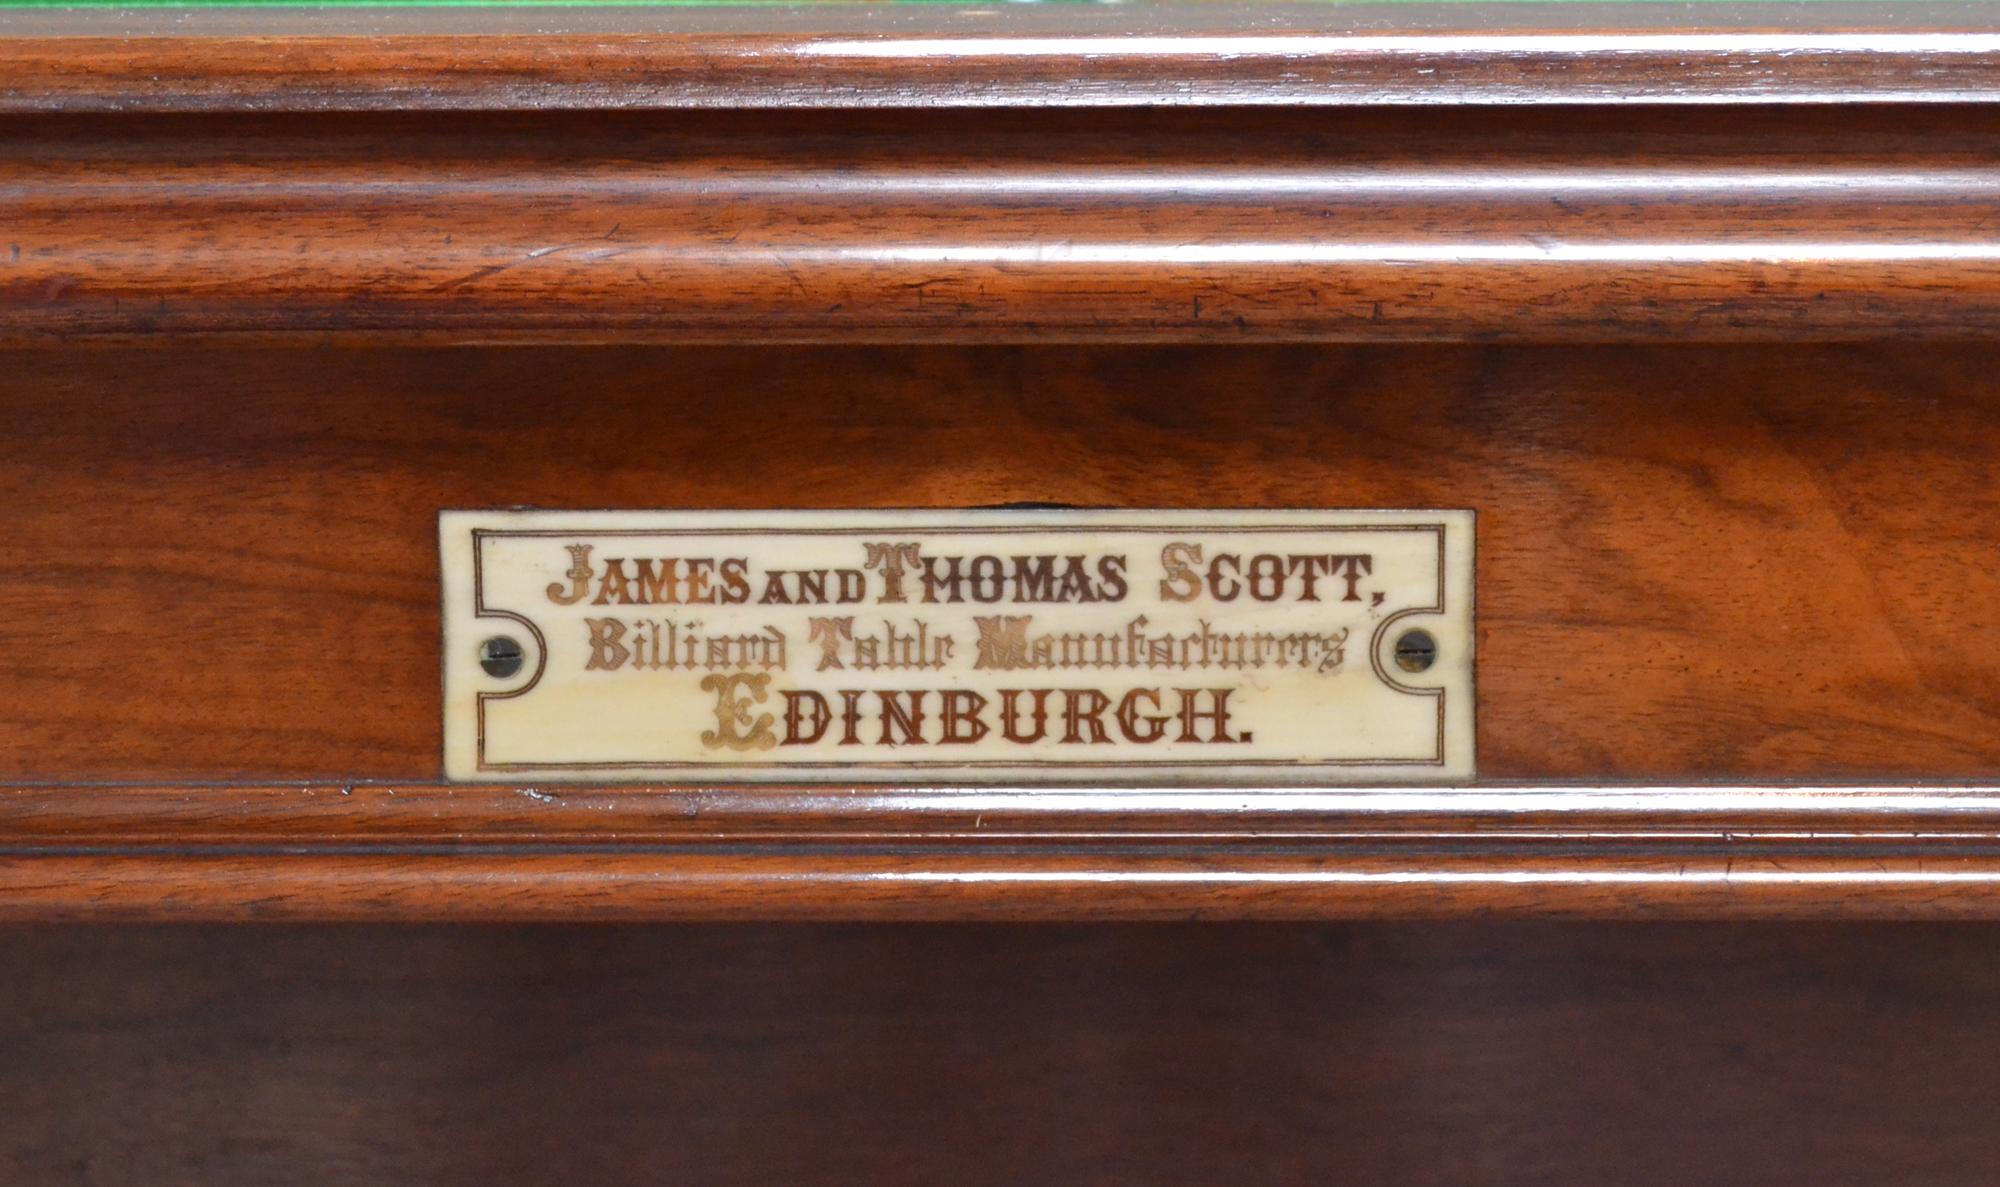 JAMES AND THOMAS SCOTT,
Billiard Table Manufacturers
EDINBURGH.